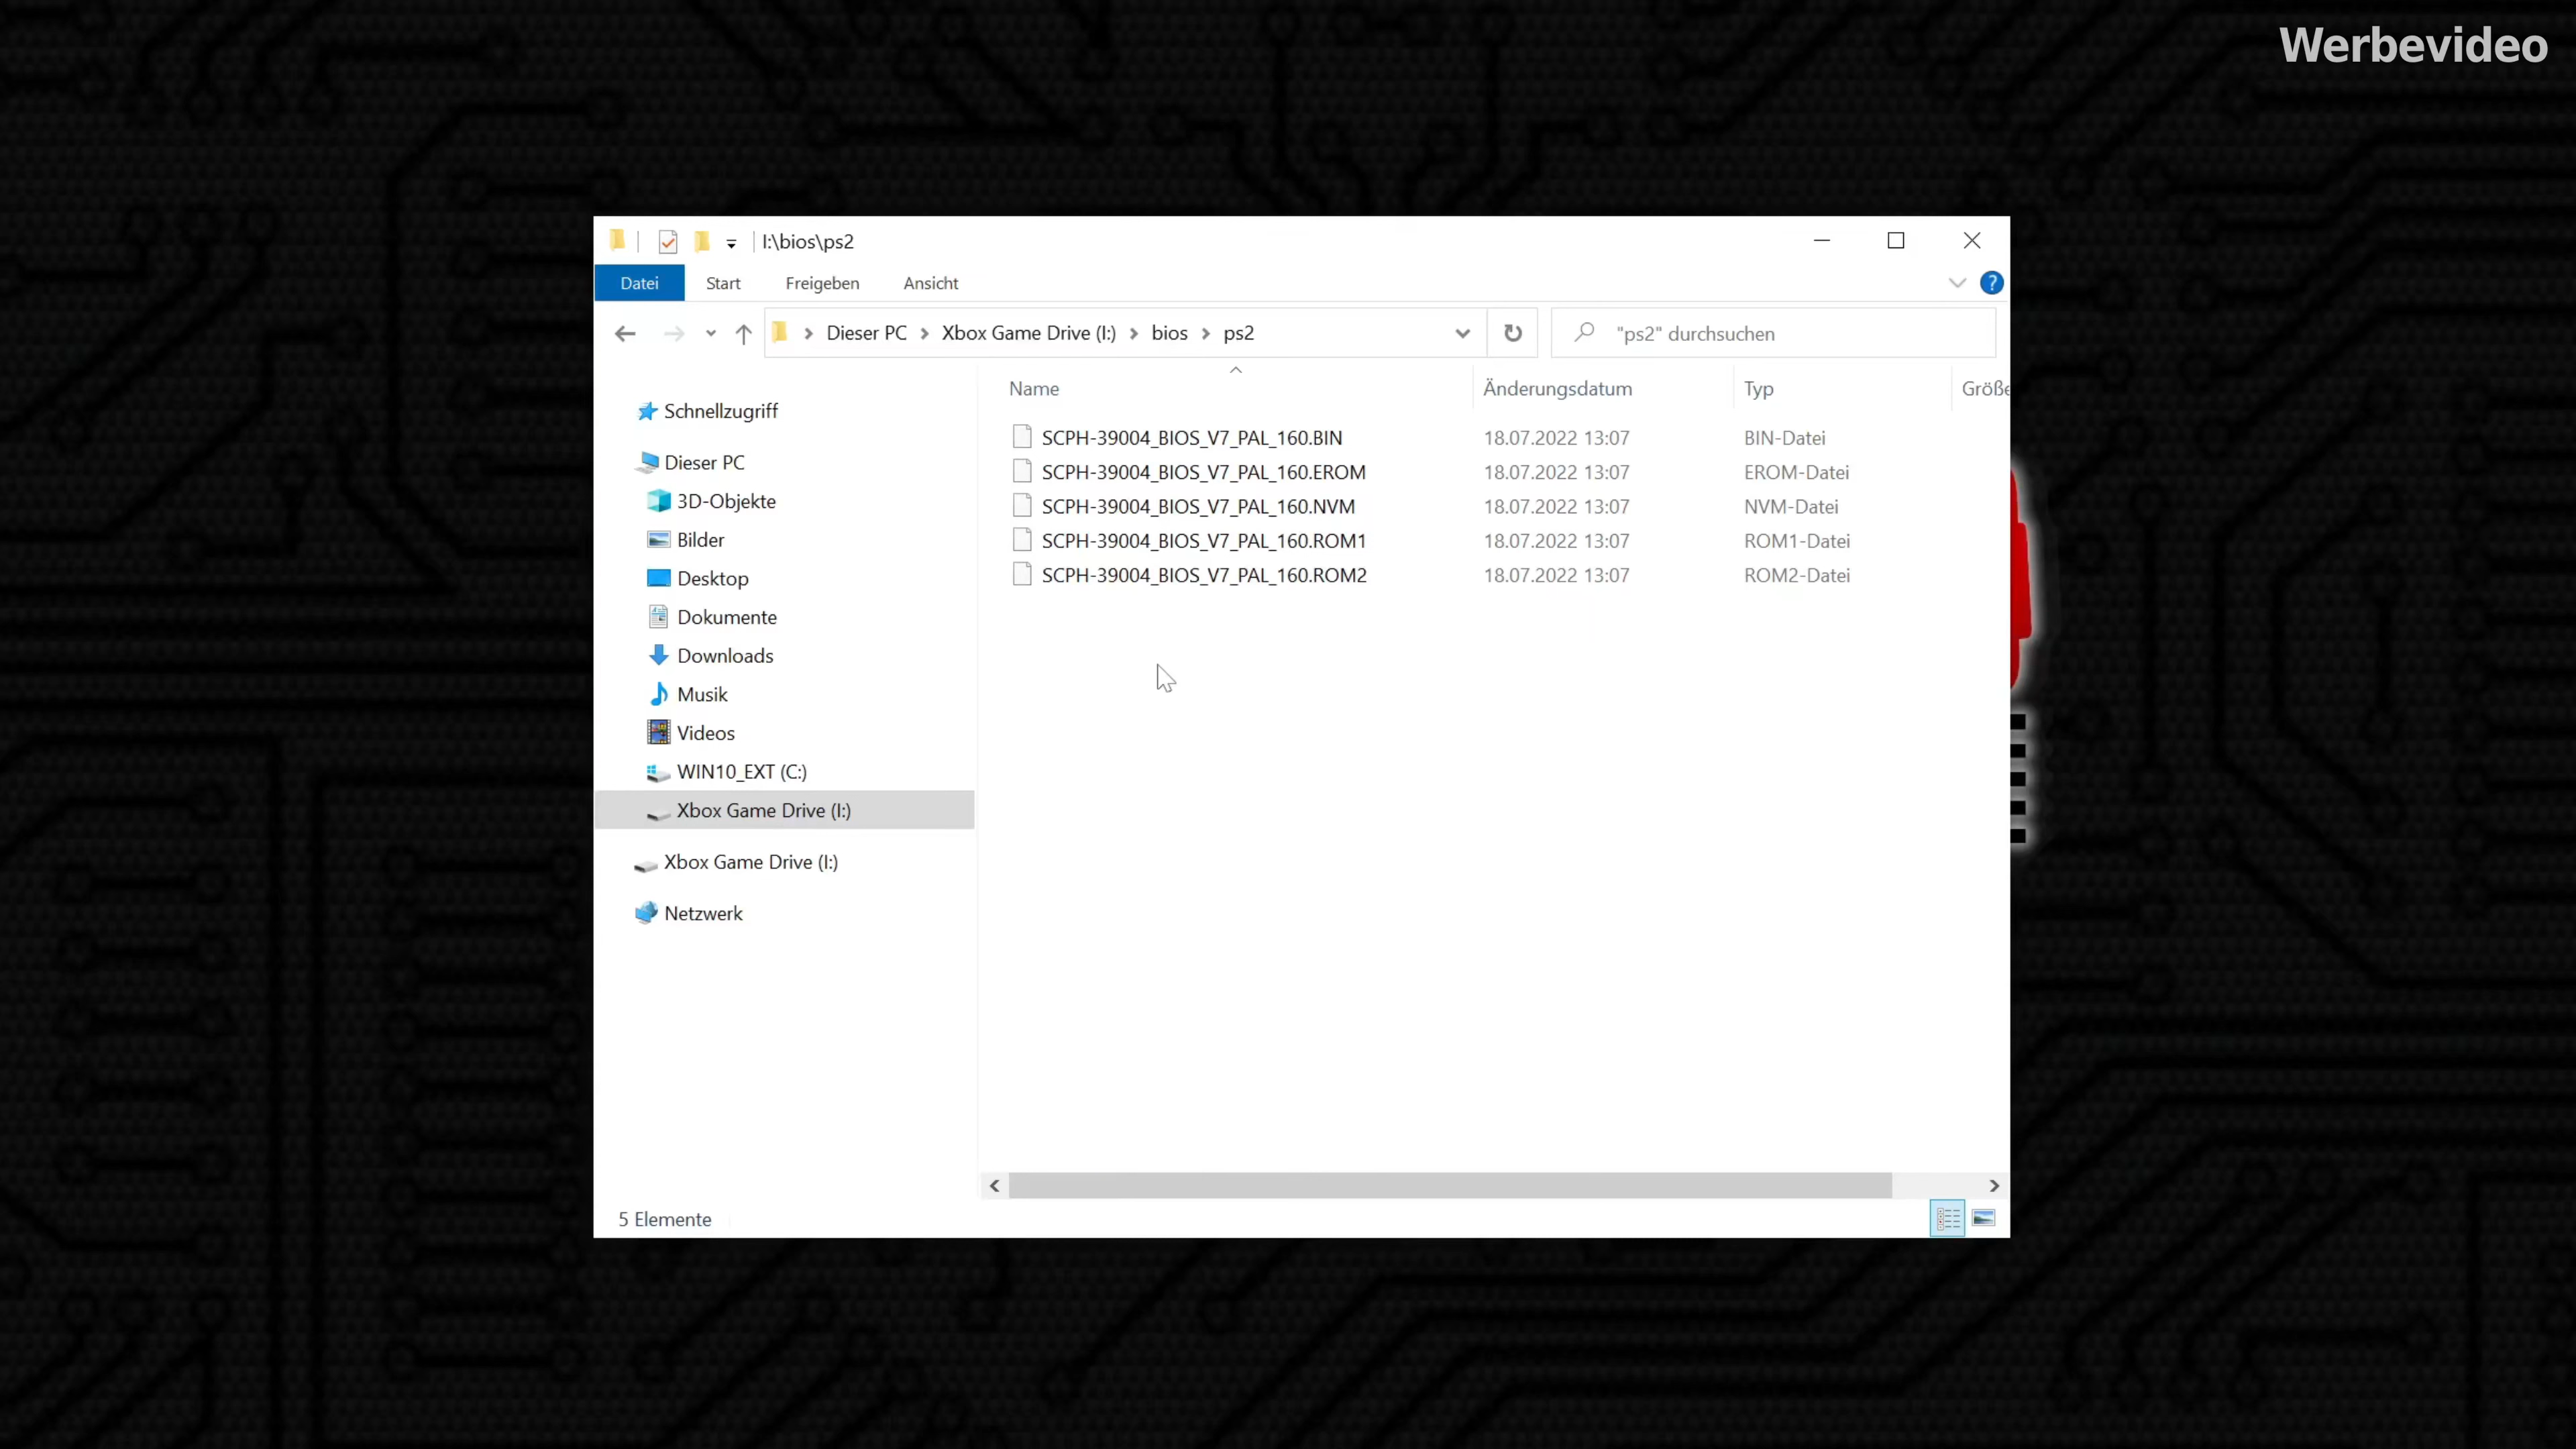 Werbevideo
I:\bios\ps2
Datei Start Freigeben Ansicht
Dieser PC Xbox Game Drive (I:) bios ps2 "ps2" durchsuchen
Name Änderungsdatum Typ Größe
Schnellzugriff
Dieser PC
3D-Objekte
Bilder
Desktop
Dokumente
Downloads
Musik
Videos
WIN10_EXT (C:)
Xbox Game Drive (I:)
Xbox Game Drive (I:)
Netzwerk
SCPH-39004_BIOS_V7_PAL_160.BIN 18.07.2022 13:07 BIN-Datei
SCPH-39004_BIOS_V7_PAL_160.EROM 18.07.2022 13:07 EROM-Datei
SCPH-39004_BIOS_V7_PAL_160.NVM 18.07.2022 13:07 NVM-Datei
SCPH-39004_BIOS_V7_PAL_160.ROM1 18.07.2022 13:07 ROM1-Datei
SCPH-39004_BIOS_V7_PAL_160.ROM2 18.07.2022 13:07 ROM2-Datei
5 Elemente